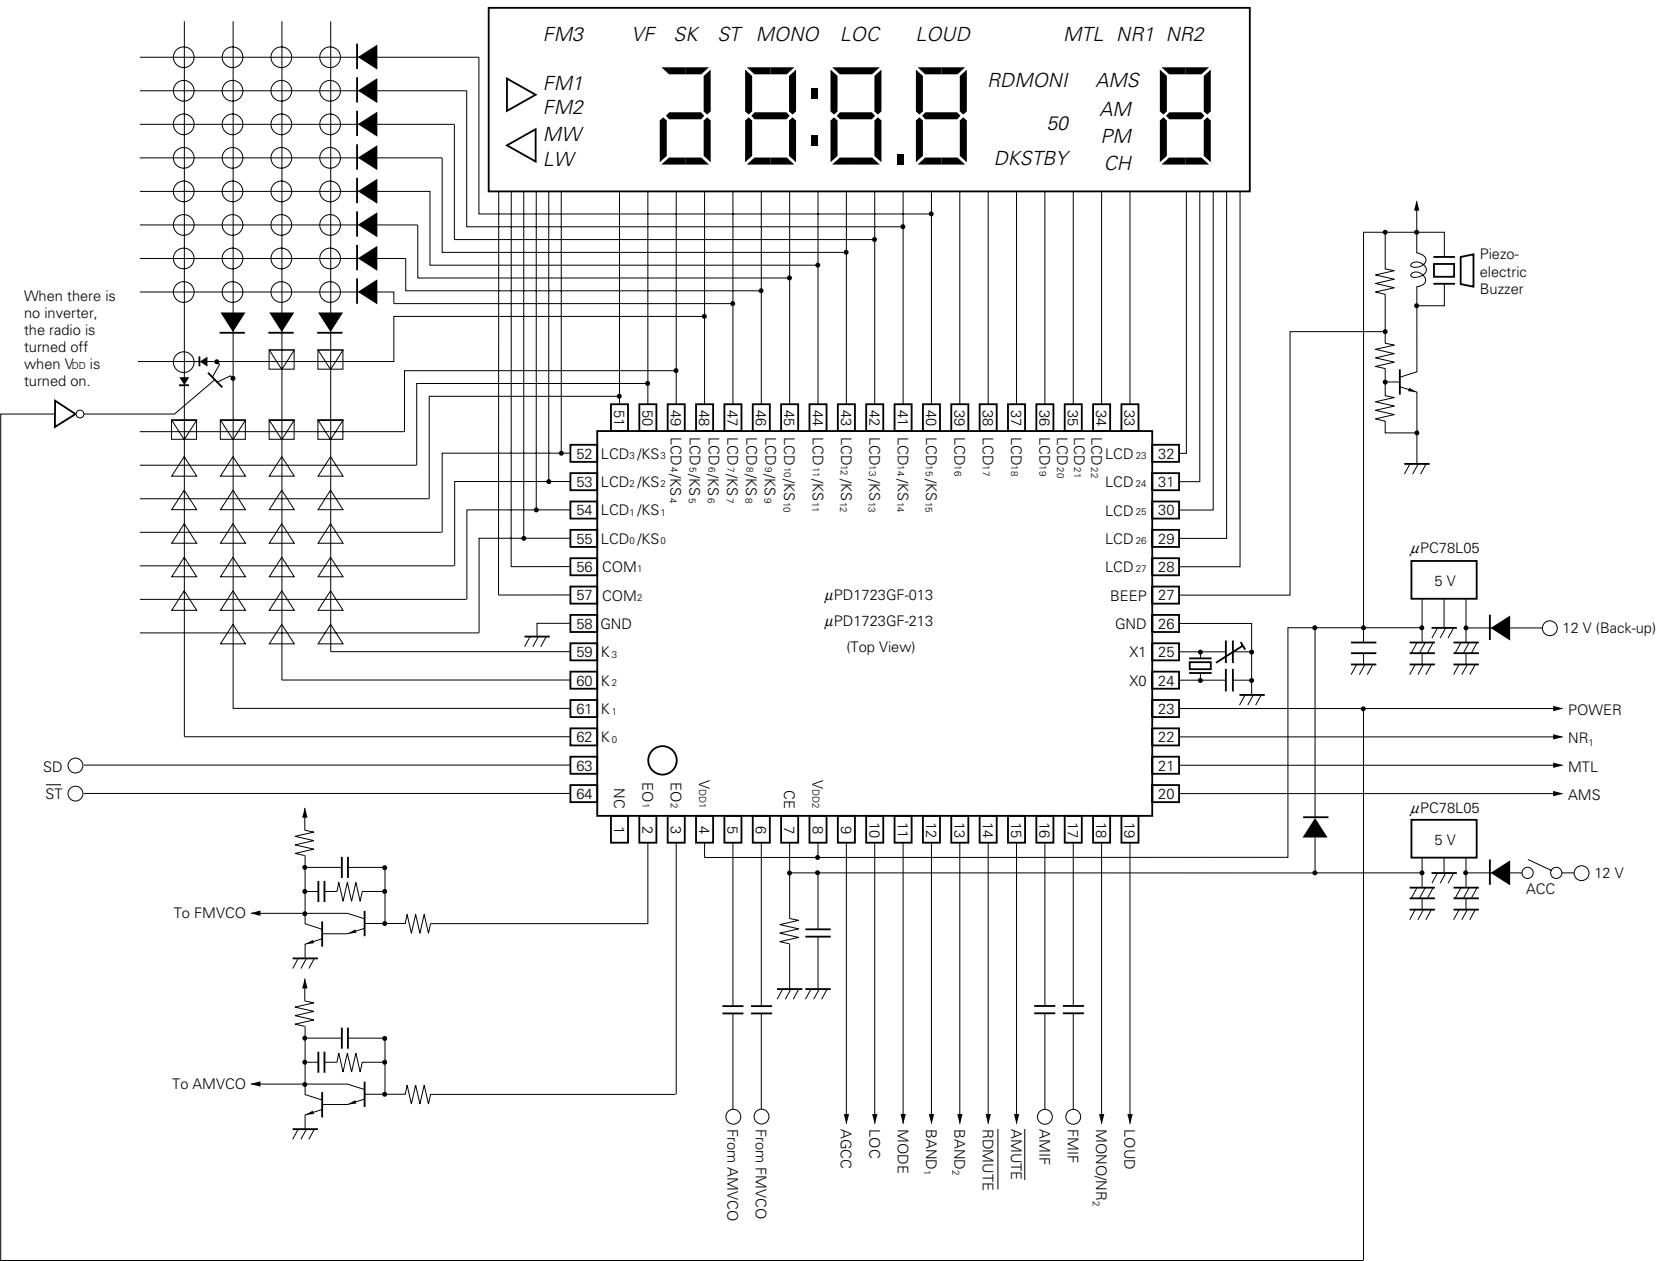 FM3 VF SK ST MONO LOC LOUD MTL NR1 NR2
FM1
FM2
MW
LW
28:8.8
RDMONI
50
DKSTBY
AMS
AM
PM
CH
8
When there is
no inverter,
the radio is
turned off
when VDD is
turned on.
Piezo-
electric
Buzzer
51 50 49 48 47 46 45 44 43 42 41 40 39 38 37 36 35 34 33
LCD4/KS4
LCD5/KS5
LCD6/KS6
LCD7/KS7
LCD8/KS8
LCD9/KS9
LCD10/KS10
LCD11/KS11
LCD12/KS12
LCD13/KS13
LCD14/KS14
LCD15/KS15
LCD16
LCD17
LCD18
LCD19
LCD20
LCD21
LCD22
52 LCD3/KS3
53 LCD2/KS2
54 LCD1/KS1
55 LCD0/KS0
56 COM1
57 COM2
58 GND
59 K3
60 K2
61 K1
62 K0
63
64
LCD23 32
LCD24 31
LCD25 30
LCD26 29
LCD27 28
BEEP 27
GND 26
X1 25
X0 24
23
22
21
20
μPD1723GF-013
μPD1723GF-213
(Top View)
μPC78L05
5 V
12 V (Back-up)
POWER
NR1
MTL
AMS
μPC78L05
5 V
ACC
12 V
SD
S̅T̅
NC
EO1
EO2
VDD1
CE
VDD2
1 2 3 4 5 6 7 8 9 10 11 12 13 14 15 16 17 18 19
To FMVCO
To AMVCO
From AMVCO
From FMVCO
AGCC
LOC
MODE
BAND1
BAND2
R̅D̅M̅U̅T̅E̅
A̅M̅U̅T̅E̅
AMIF
FMIF
MONO/NR2
LOUD